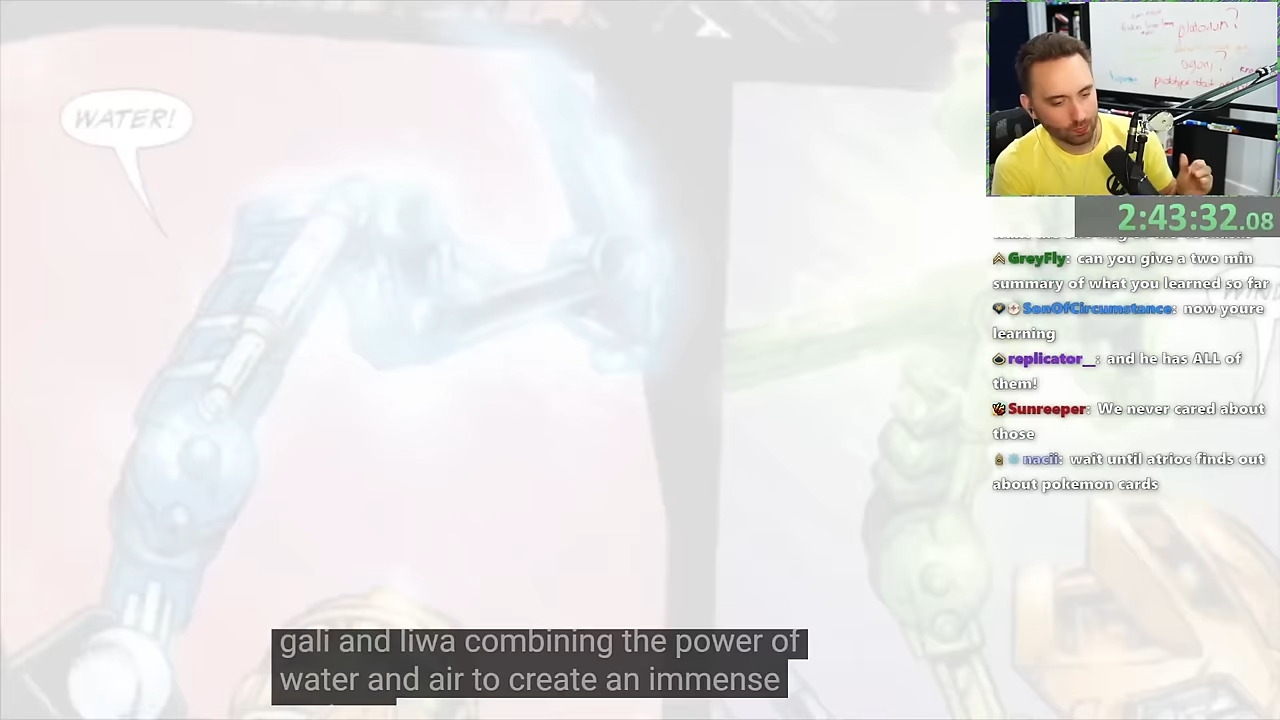 WATER!
platorum?
?
2:43:32.08
GreyFly: can you give a two min
summary of what you learned so far
SonOfCircumstance: now youre
learning
replicator__: and he has ALL of
them!
Sunreeper: We never cared about
those
nacii: wait until atrioc finds out
about pokemon cards
gali and liwa combining the power of
water and air to create an immense